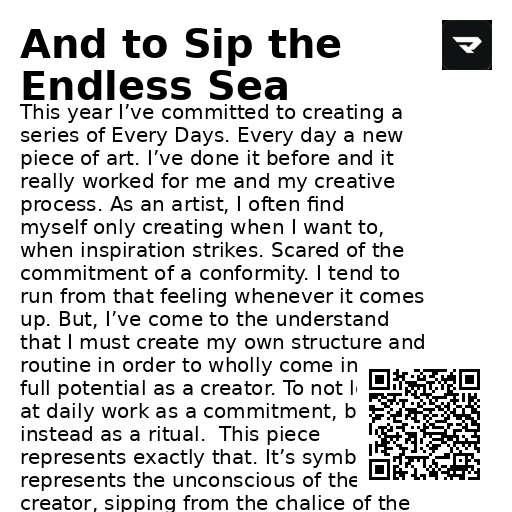 And to Sip the
Endless Sea
This year I’ve committed to creating a
series of Every Days. Every day a new
piece of art. I’ve done it before and it
really worked for me and my creative
process. As an artist, I often find
myself only creating when I want to,
when inspiration strikes. Scared of the
commitment of a conformity. I tend to
run from that feeling whenever it comes
up. But, I’ve come to the understand
that I must create my own structure and
routine in order to wholly come in
full potential as a creator. To not
at daily work as a commitment,
instead as a ritual.  This piece
represents exactly that. It’s
represents the unconscious of the
creator, sipping from the chalice of the